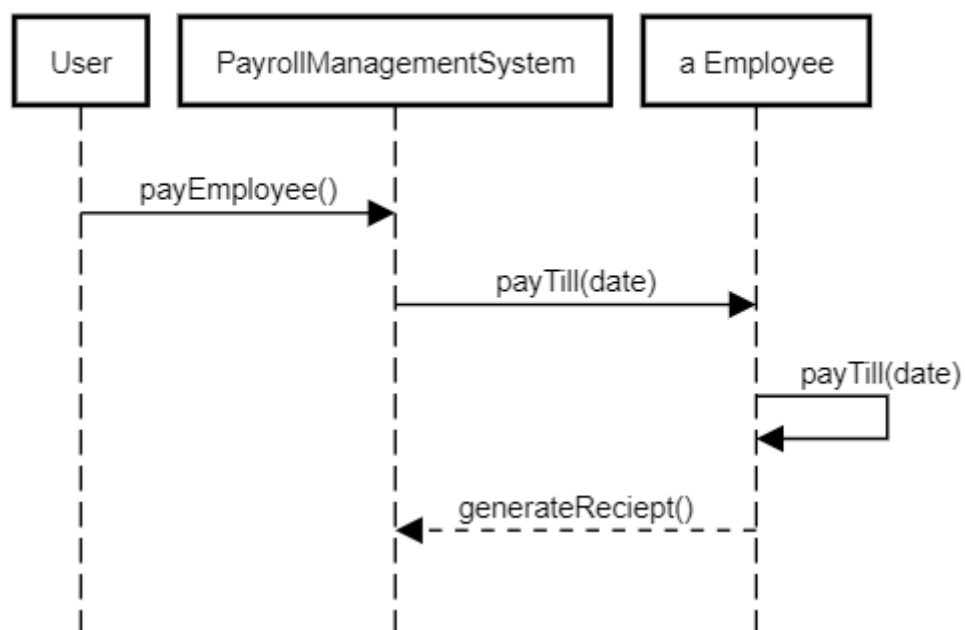 User
PayrollManagementSystem
a Employee
payEmployee()
payTill(date)
payTill(date)
generateReciept()